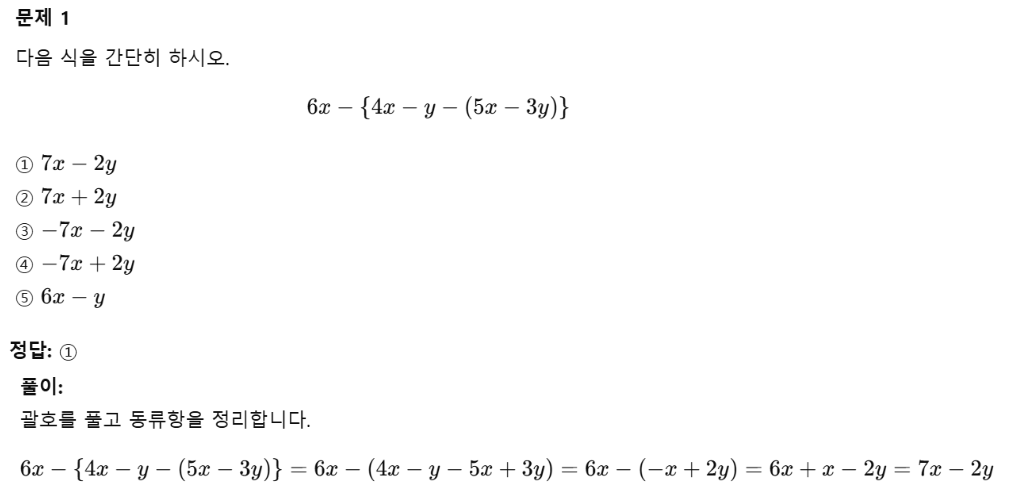 문제 1
다음 식을 간단히 하시오.
6x − {4x − y − (5x − 3y)}
① 7x − 2y
② 7x + 2y
③ −7x − 2y
④ −7x + 2y
⑤ 6x − y
정답: ①
풀이:
괄호를 풀고 동류항을 정리합니다.
6x − {4x − y − (5x − 3y)} = 6x − (4x − y − 5x + 3y) = 6x − (−x + 2y) = 6x + x − 2y = 7x − 2y